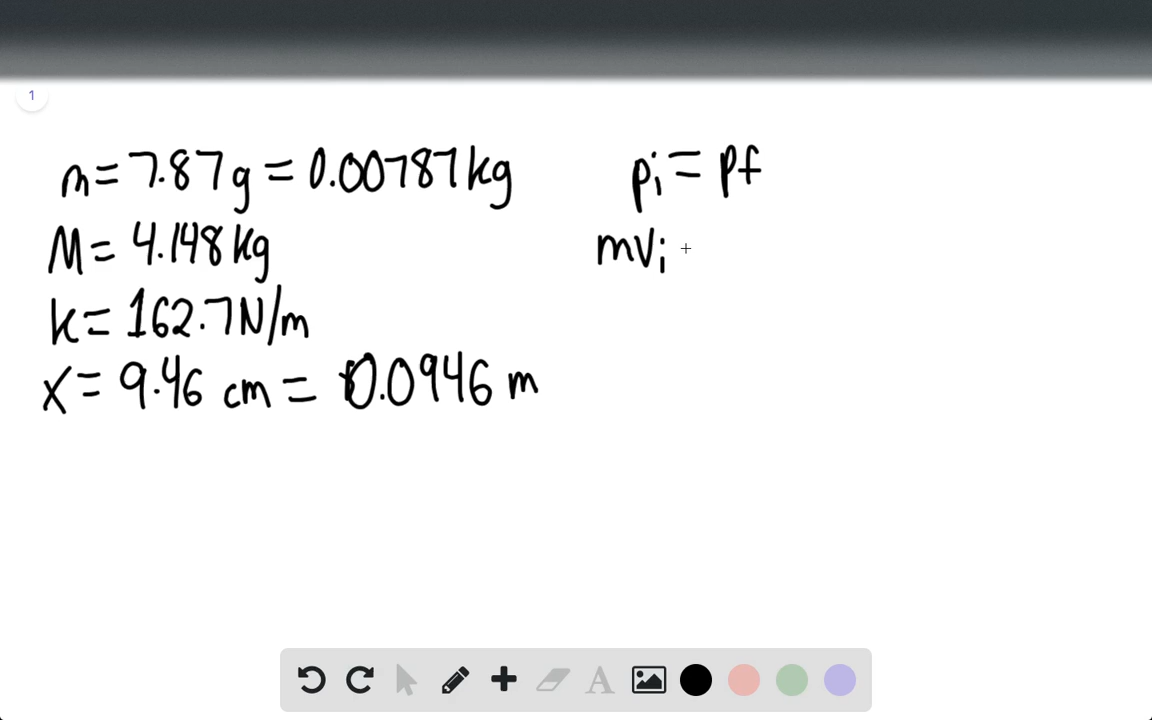 1
m = 7.87 g = 0.00787 kg
M = 4.148 kg
k = 162.7 N/m
x = 9.46 cm = 0.0946 m
pi = pf
mvi
A